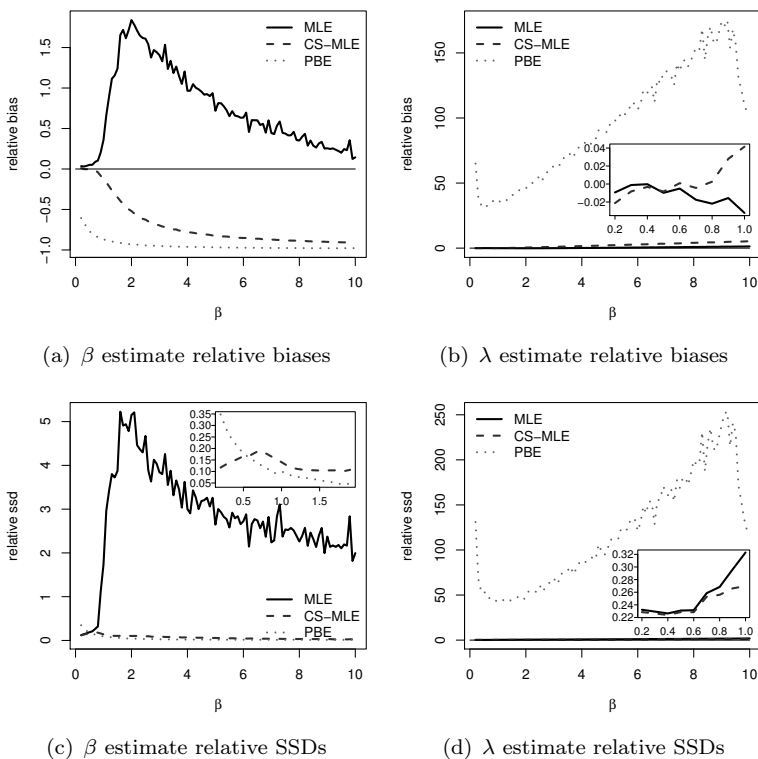 relative bias
−1.0 −0.5 0.0 0.5 1.0 1.5
MLE
CS−MLE
PBE
0 2 4 6 8 10
β
(a) β estimate relative biases
relative bias
0 50 100 150
MLE
CS−MLE
PBE
0.04
0.02
0.00
−0.02
0.2 0.4 0.6 0.8 1.0
0 2 4 6 8 10
β
(b) λ estimate relative biases
relative ssd
0 1 2 3 4 5
0.35
0.30
0.25
0.20
0.15
0.10
0.05
0.5 1.0 1.5
MLE
CS−MLE
PBE
0 2 4 6 8 10
β
(c) β estimate relative SSDs
relative ssd
0 50 100 150 200 250
MLE
CS−MLE
PBE
0.32
0.30
0.28
0.26
0.24
0.22
0.2 0.4 0.6 0.8 1.0
0 2 4 6 8 10
β
(d) λ estimate relative SSDs